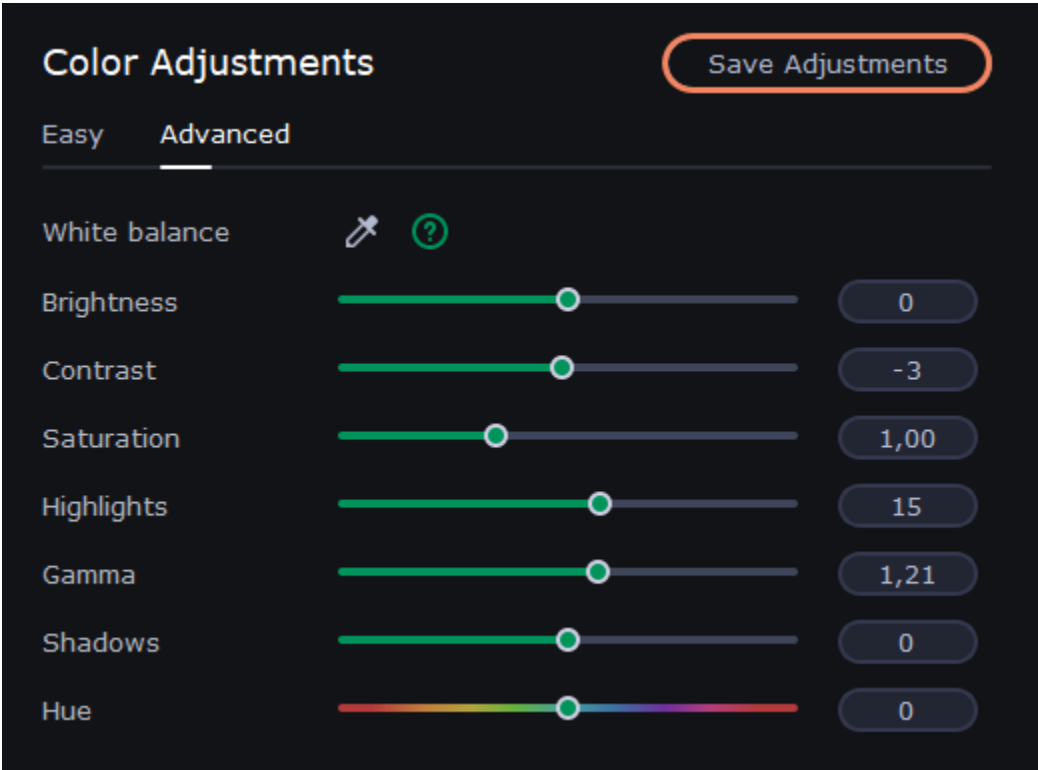 Color Adjustments Save Adjustments
Easy Advanced
White balance ?
Brightness 0
Contrast -3
Saturation 1,00
Highlights 15
Gamma 1,21
Shadows 0
Hue 0